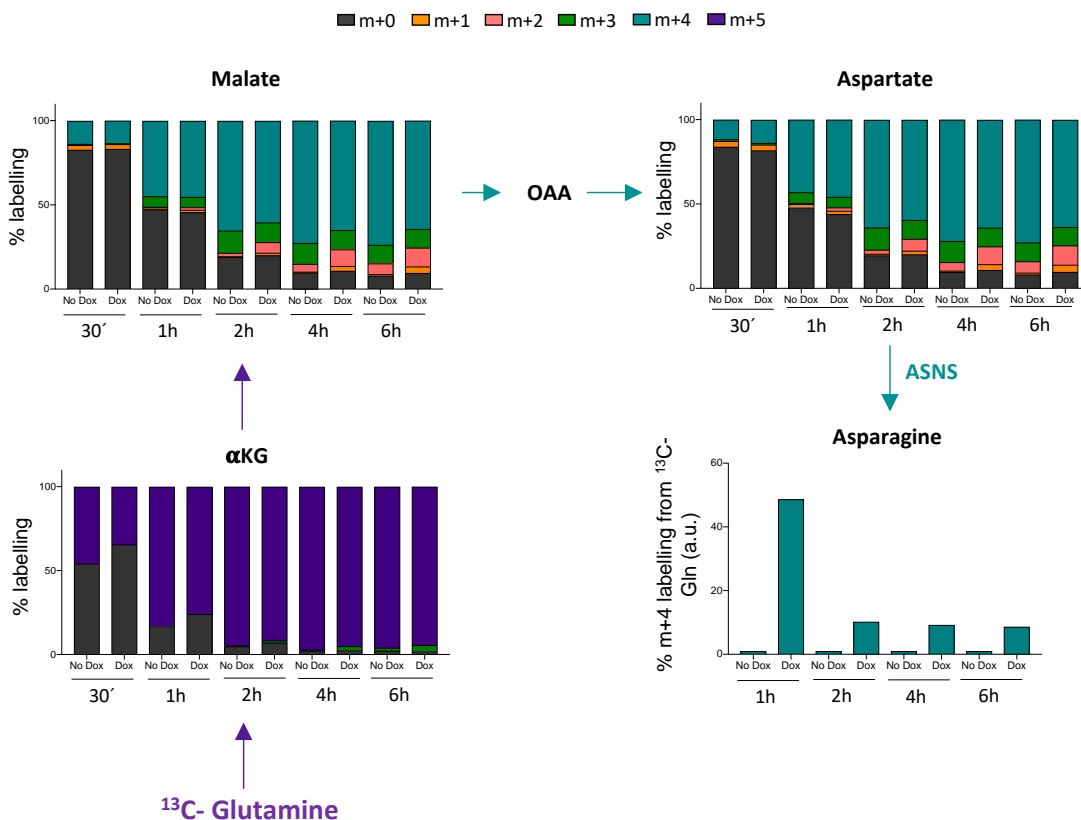 m+0 m+1 m+2 m+3 m+4 m+5
Malate
% labelling
100
50
0
No Dox Dox No Dox Dox No Dox Dox No Dox Dox No Dox Dox
30´ 1h 2h 4h 6h
OAA
Aspartate
% labelling
100
50
0
No Dox Dox No Dox Dox No Dox Dox No Dox Dox No Dox Dox
30´ 1h 2h 4h 6h
ASNS
αKG
% labelling
100
50
0
No Dox Dox No Dox Dox No Dox Dox No Dox Dox No Dox Dox
30´ 1h 2h 4h 6h
Asparagine
% m+4 labelling from ¹³C-
Gln (a.u.)
60
40
20
0
No Dox Dox No Dox Dox No Dox Dox No Dox Dox
1h 2h 4h 6h
¹³C- Glutamine